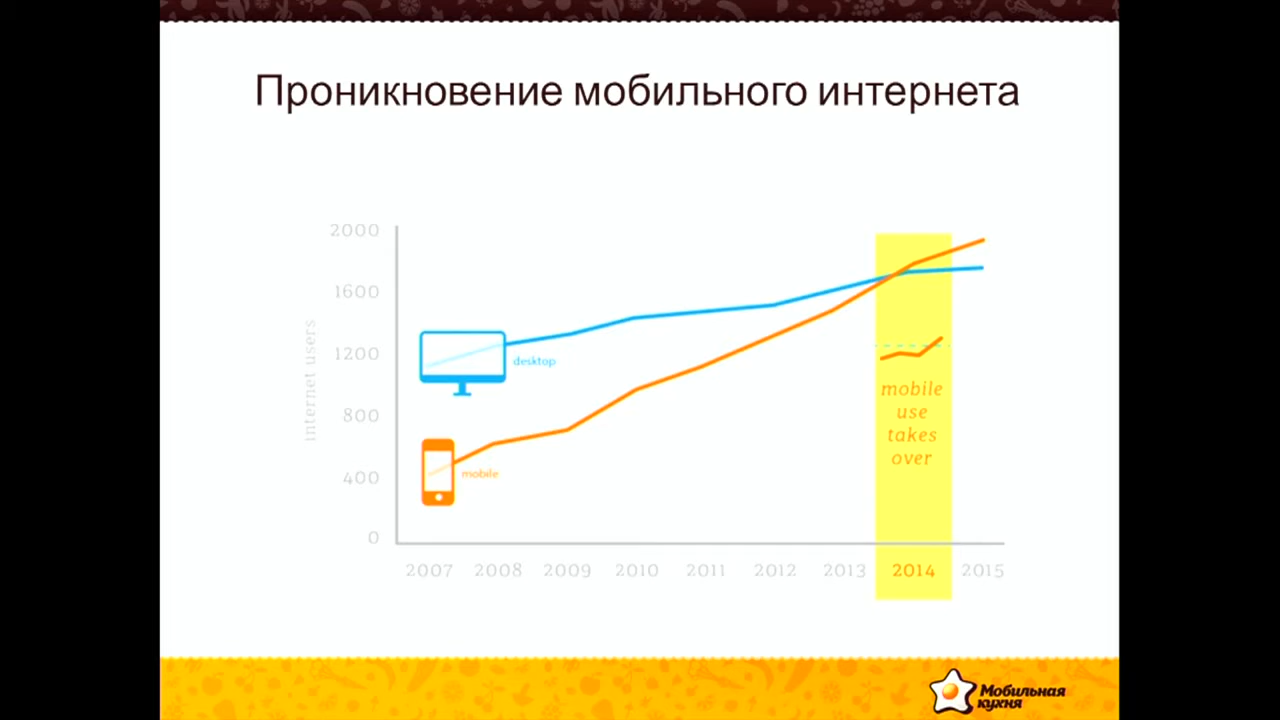 Проникновение мобильного интернета
internet users
2000
1600
1200
800
400
0
desktop
mobile
mobile
use
takes
over
2007 2008 2009 2010 2011 2012 2013 2014 2015
Мобильная
кухня